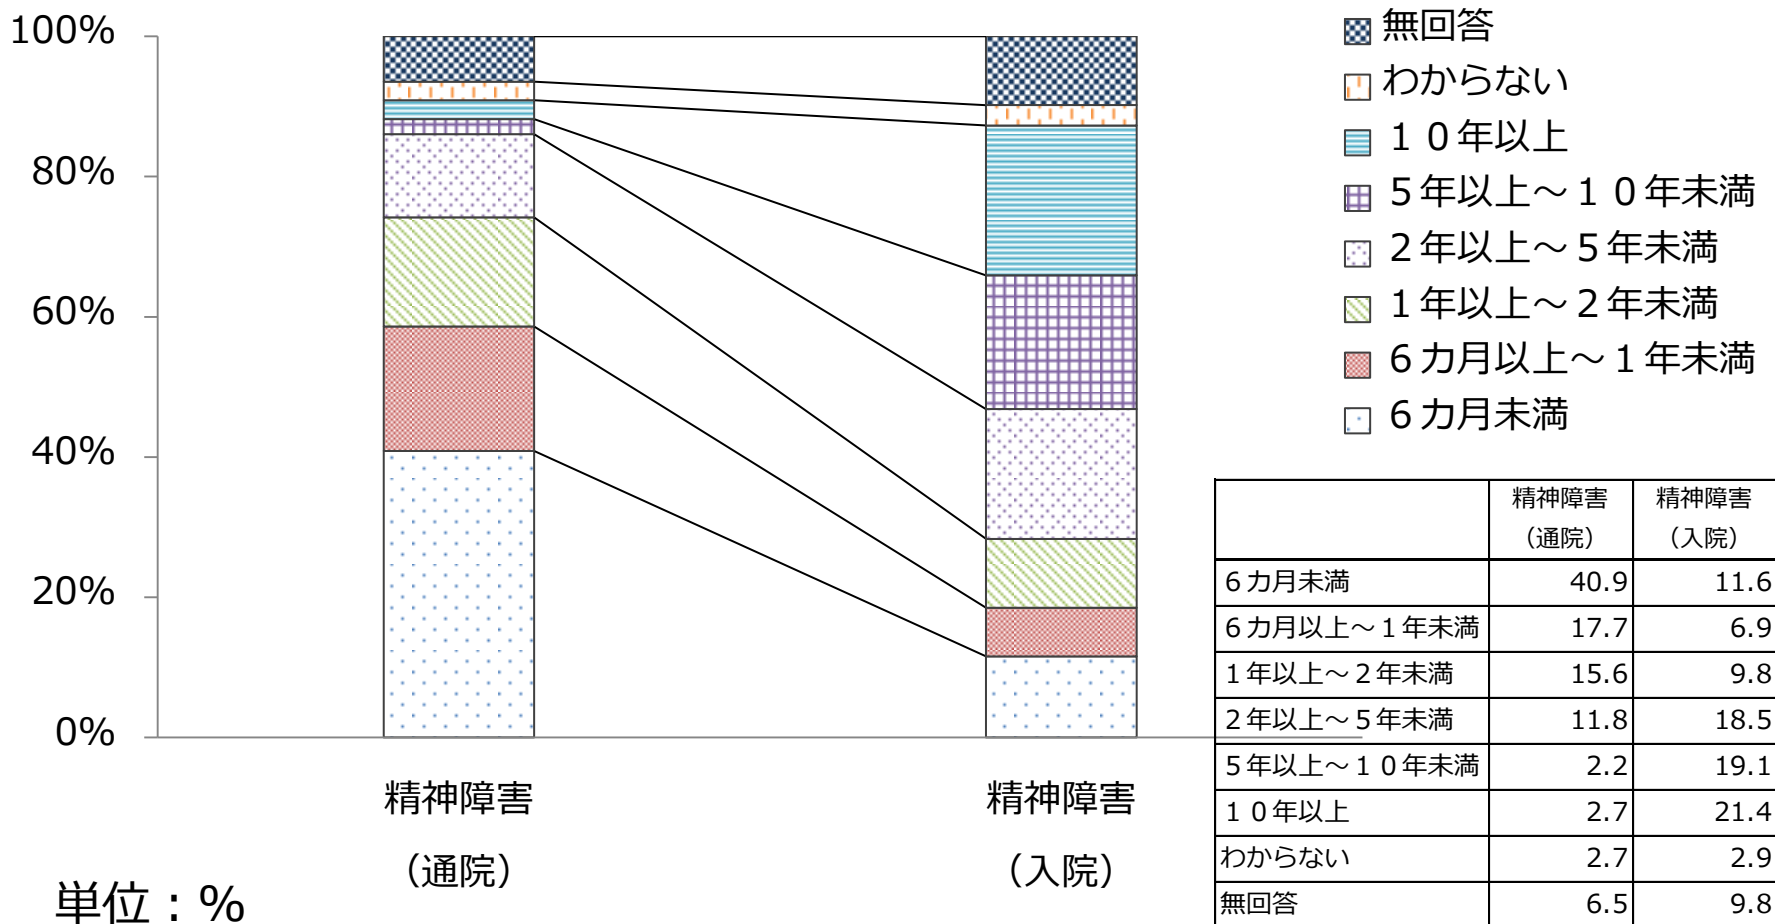 100%
80%
60%
40%
20%
0%
精神障害
（通院）
精神障害
（入院）
単位：%
無回答
わからない
１０年以上
５年以上～１０年未満
２年以上～５年未満
１年以上～２年未満
６カ月以上～１年未満
６カ月未満
精神障害 精神障害
（通院） （入院）
６カ月未満 40.9 11.6
６カ月以上～１年未満 17.7 6.9
１年以上～２年未満 15.6 9.8
２年以上～５年未満 11.8 18.5
５年以上～１０年未満 2.2 19.1
１０年以上 2.7 21.4
わからない 2.7 2.9
無回答 6.5 9.8